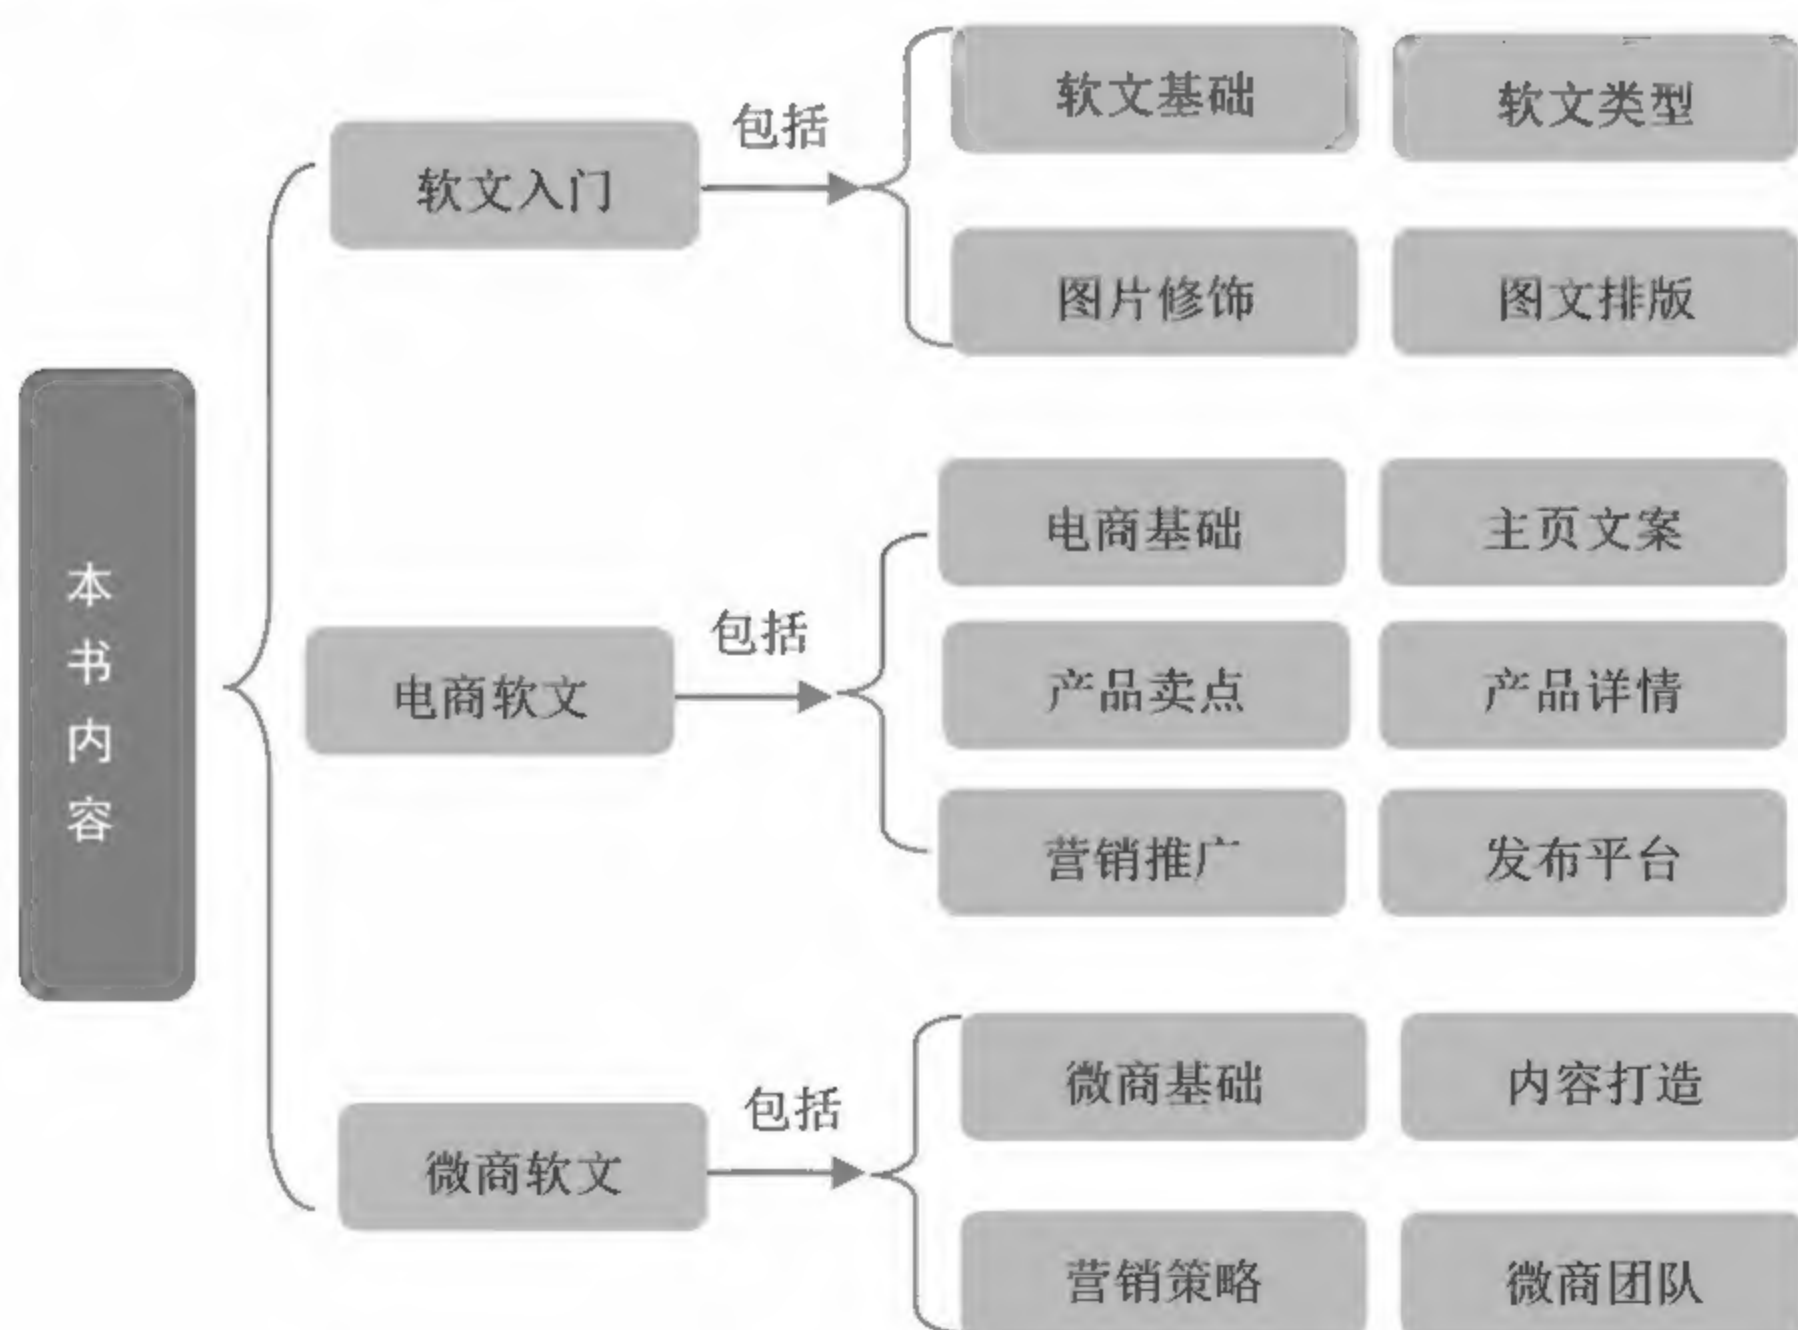 本书内容
软文入门
包括
软文基础
软文类型
图片修饰
图文排版
电商软文
包括
电商基础
主页文案
产品卖点
产品详情
营销推广
发布平台
微商软文
包括
微商基础
内容打造
营销策略
微商团队